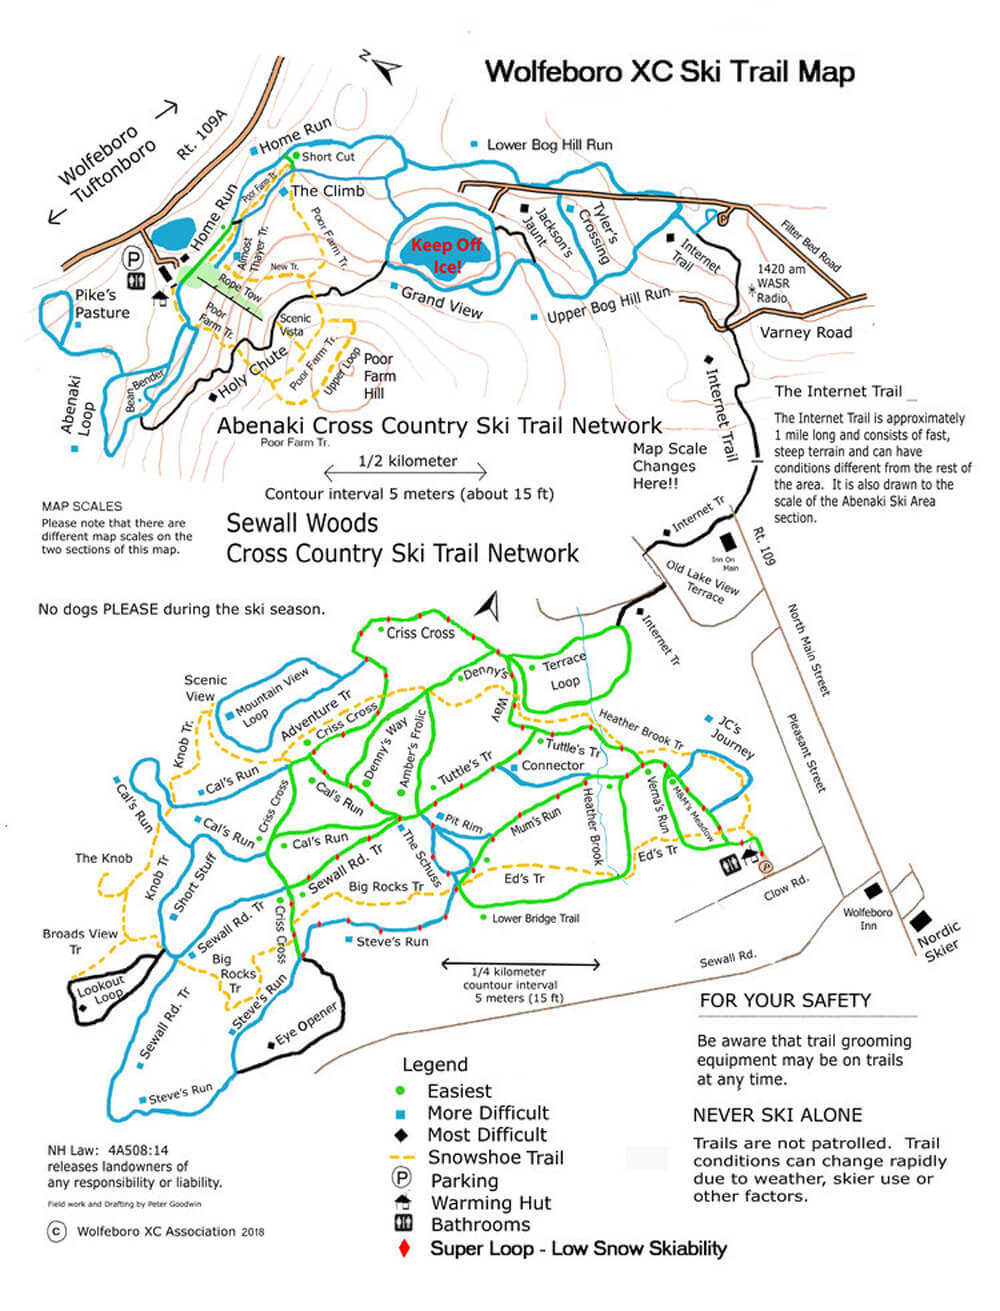 Wolfeboro XC Ski Trail Map
N
Wolfeboro
Tuftonboro
Rt. 109A
Home Run
Short Cut
Lower Bog Hill Run
The Climb
Poor Farm Tr.
Home Run
Poor Farm Tr.
Almost
Thayer Tr.
New Tr.
Rope Tow
Keep Off
Ice!
Jackson's
Jaunt
Tyler's
Crossing
Internet
Trail
P
Filter Bed Road
1420 am
WASR
Radio
Varney Road
P
Pike's
Pasture
Poor
Farm Tr.
Scenic
Vista
Grand View
Upper Bog Hill Run
Holy Chute
Poor Farm Tr.
Upper Loop
Poor
Farm
Hill
Bean Bender
Abenaki
Loop
Internet Trail
The Internet Trail
The Internet Trail is approximately
1 mile long and consists of fast,
steep terrain and can have
conditions different from the rest of
the area. It is also drawn to the
scale of the Abenaki Ski Area
section.
Abenaki Cross Country Ski Trail Network
Poor Farm Tr.
1/2 kilometer
Contour interval 5 meters (about 15 ft)
Map Scale
Changes
Here!!
MAP SCALES
Please note that there are
different map scales on the
two sections of this map.
Sewall Woods
Cross Country Ski Trail Network
Internet Tr
Inn On
Main
Rt. 109
Old Lake View
Terrace
No dogs PLEASE during the ski season.
Internet Tr
North Main Street
Pleasant Street
Criss Cross
Denny's
Way
Terrace
Loop
Scenic
View
Mountain View
Loop
Adventure Tr
Criss Cross
Knob Tr.
Denny's Way
Amber's Frolic
Tuttle's Tr
Tuttle's Tr
Connector
Heather Brook Tr
JC's
Journey
Cal's Run
Cal's Run
Cal's Run
Cal's Run
Cal's Run
Criss Cross
Pit Rim
Mum's Run
Heather Brook
Verna's Run
M&M's Meadow
The Schuss
Sewall Rd. Tr
Big Rocks Tr
Ed's Tr
Ed's Tr
P
Clow Rd.
The Knob
Knob Tr
Short Stuff
Sewall Rd. Tr
Criss Cross
Lower Bridge Trail
Steve's Run
Broads View
Tr
Big
Rocks
Tr
Steve's Run
Lookout
Loop
Eye Opener
Sewall Rd. Tr
Steve's Run
Wolfeboro
Inn
Nordic
Skier
Sewall Rd.
1/4 kilometer
countour interval
5 meters (15 ft)
FOR YOUR SAFETY
Be aware that trail grooming
equipment may be on trails
at any time.
NEVER SKI ALONE
Trails are not patrolled. Trail
conditions can change rapidly
due to weather, skier use or
other factors.
Legend
Easiest
More Difficult
Most Difficult
Snowshoe Trail
P Parking
Warming Hut
Bathrooms
Super Loop - Low Snow Skiability
NH Law: 4A508:14
releases landowners of
any responsibility or liability.
Field work and Drafting by Peter Goodwin
C Wolfeboro XC Association 2018